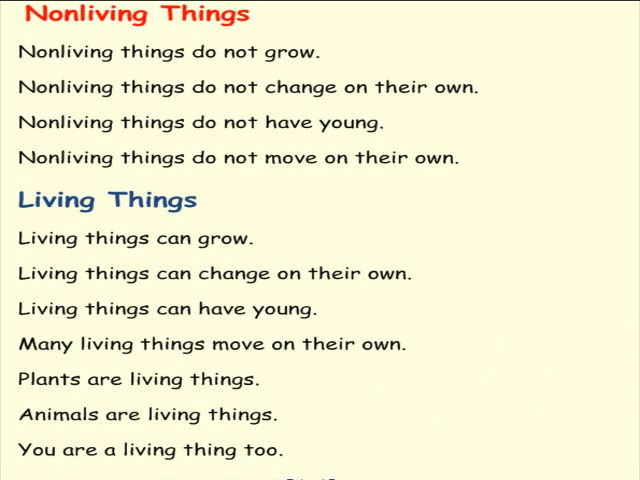 Nonliving Things
Nonliving things do not grow.
Nonliving things do not change on their own.
Nonliving things do not have young.
Nonliving things do not move on their own.
Living Things
Living things can grow.
Living things can change on their own.
Living things can have young.
Many living things move on their own.
Plants are living things.
Animals are living things.
You are a living thing too.